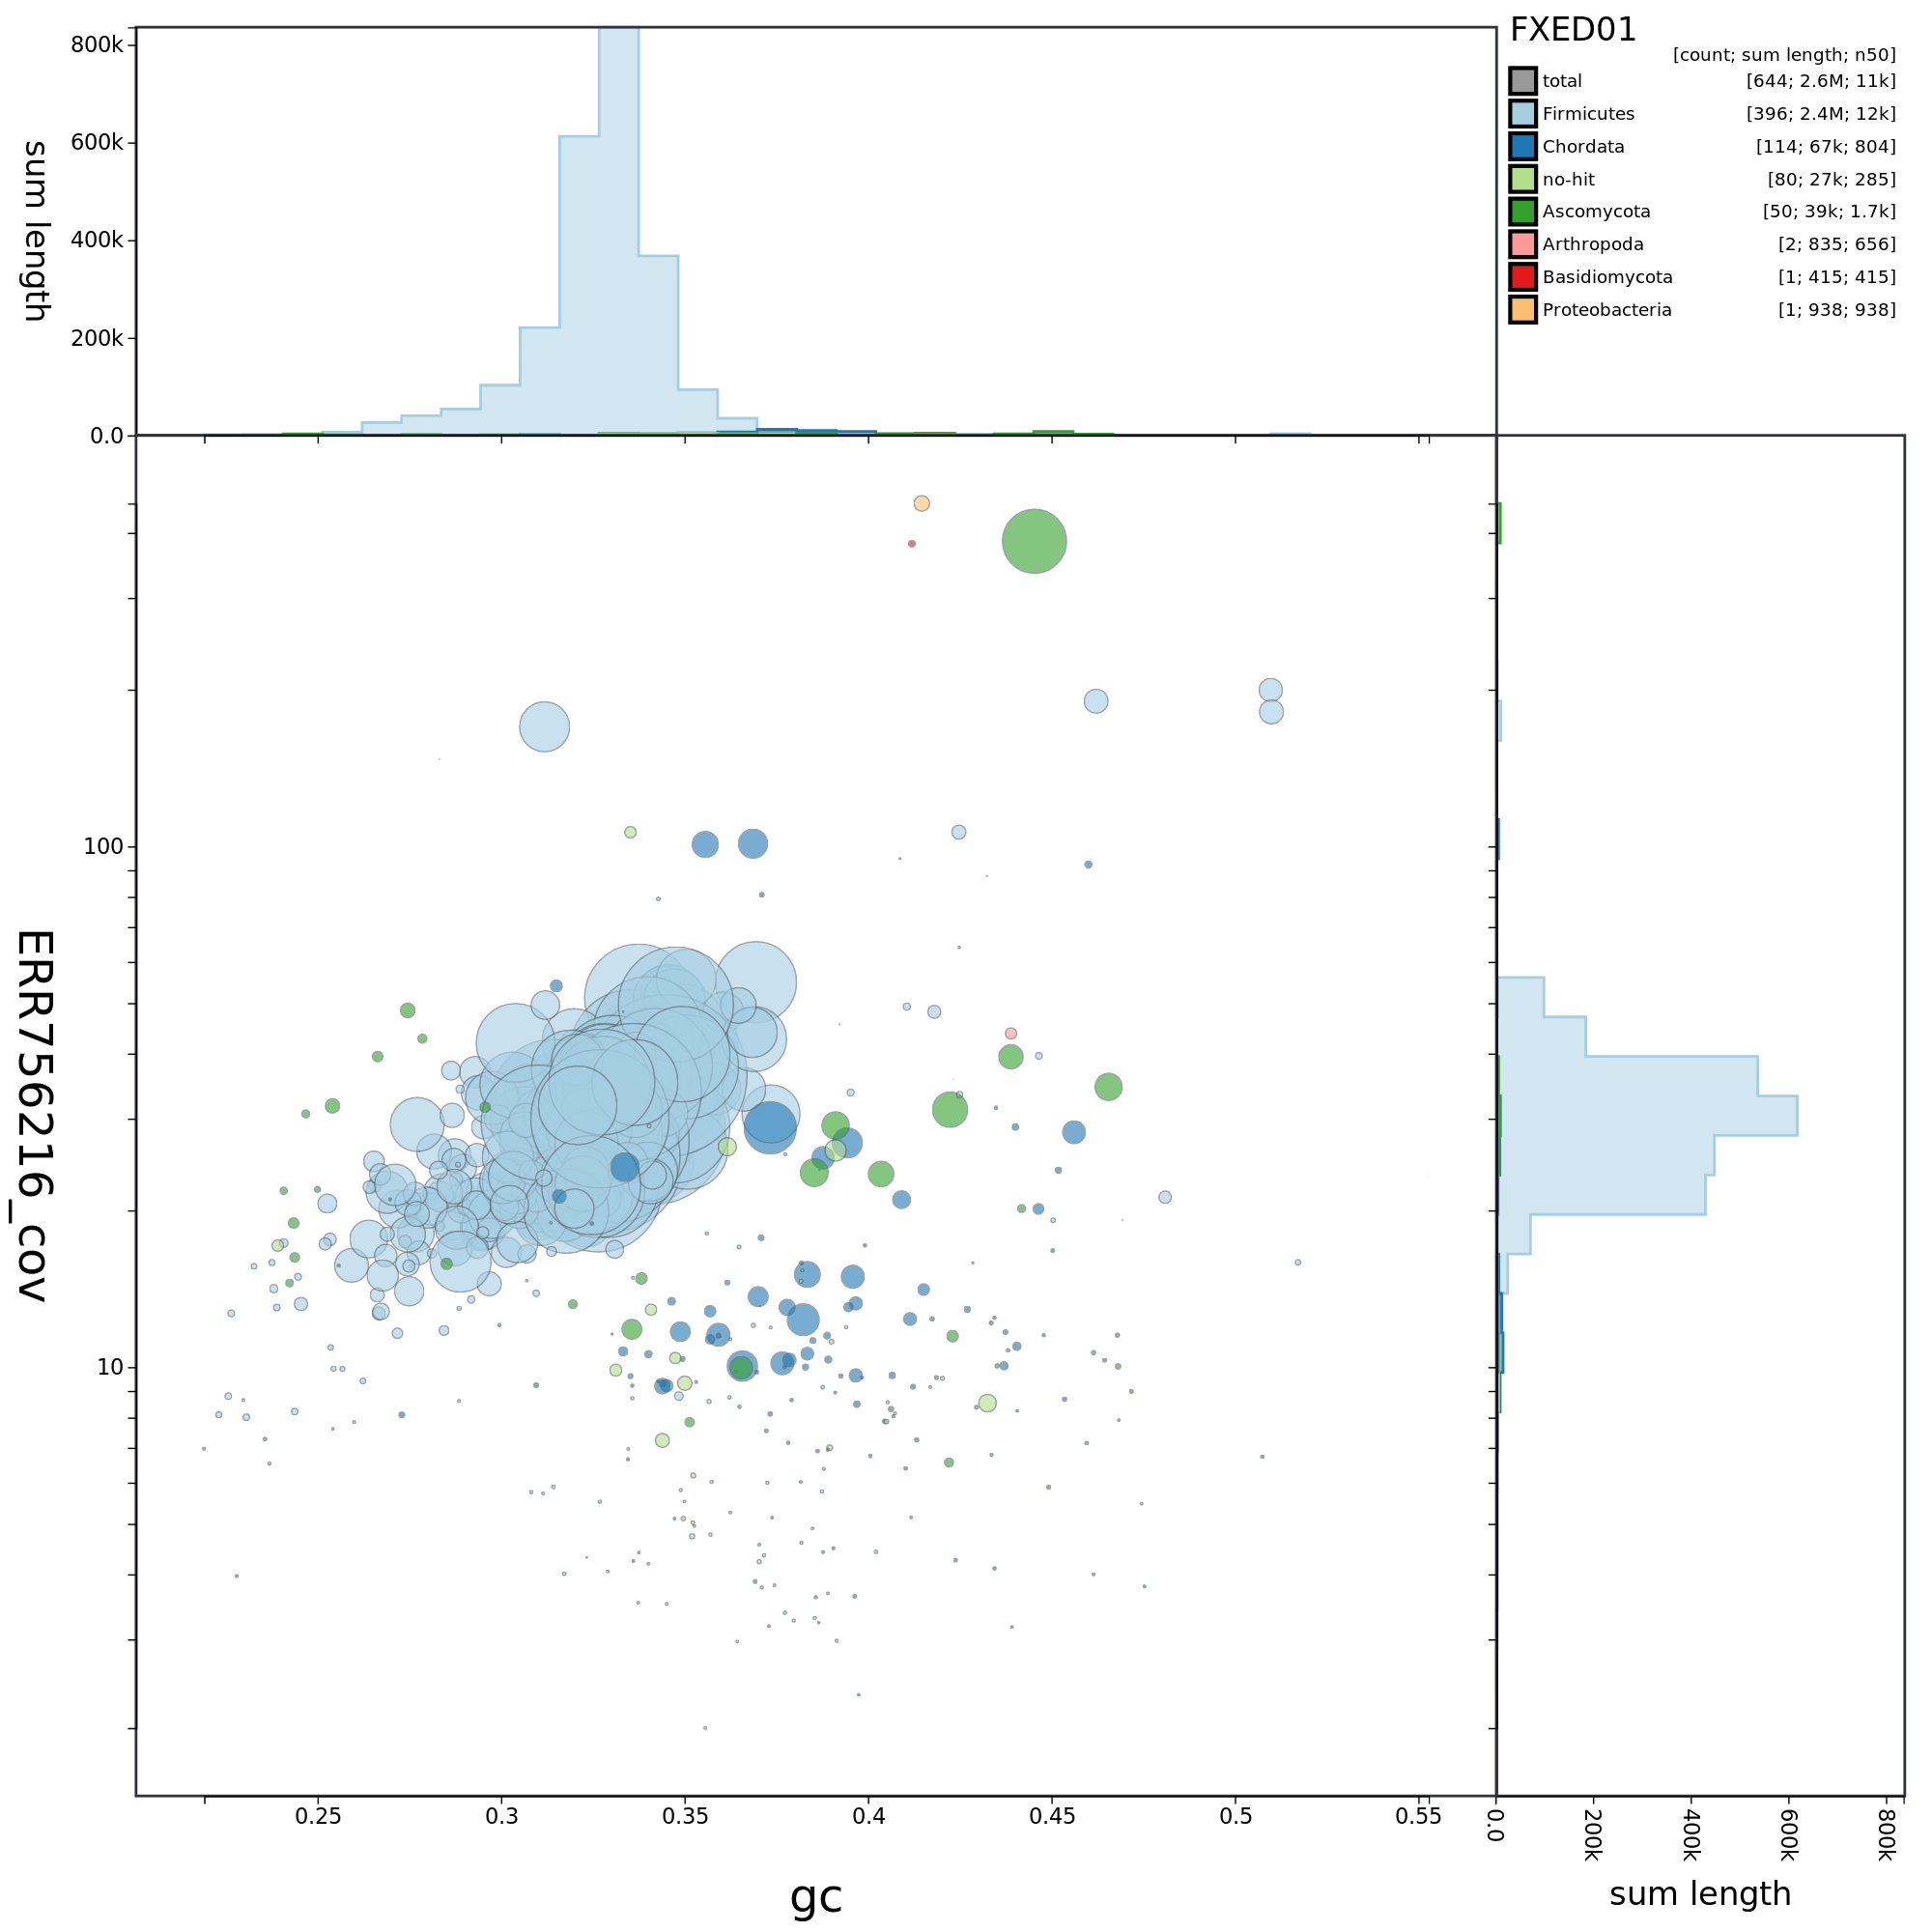 FXED01
[count; sum length; n50]
total [644; 2.6M; 11k]
Firmicutes [396; 2.4M; 12k]
Chordata [114; 67k; 804]
no-hit [80; 27k; 285]
Ascomycota [50; 39k; 1.7k]
Arthropoda [2; 835; 656]
Basidiomycota [1; 415; 415]
Proteobacteria [1; 938; 938]
800k
600k
400k
200k
0.0
sum length
100
10
ERR756216_cov
0.25 0.3 0.35 0.4 0.45 0.5 0.55
gc
0.0 200k 400k 600k 800k
sum length